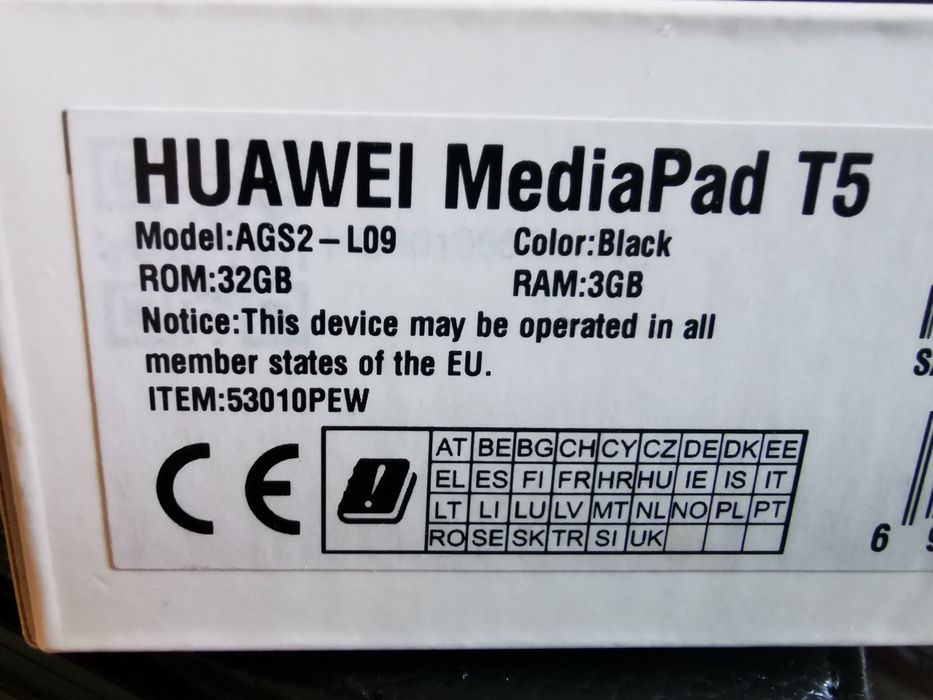 HUAWEI MediaPad T5
Model:AGS2-L09 Color:Black
ROM:32GB RAM:3GB
Notice:This device may be operated in all
member states of the EU.
ITEM:53010PEW
CE
AT BE BG CH CY CZ DE DK EE
EL ES FI FR HR HU IE IS IT
LT LI LU LV MT NL NO PL PT
RO SE SK TR SI UK
6